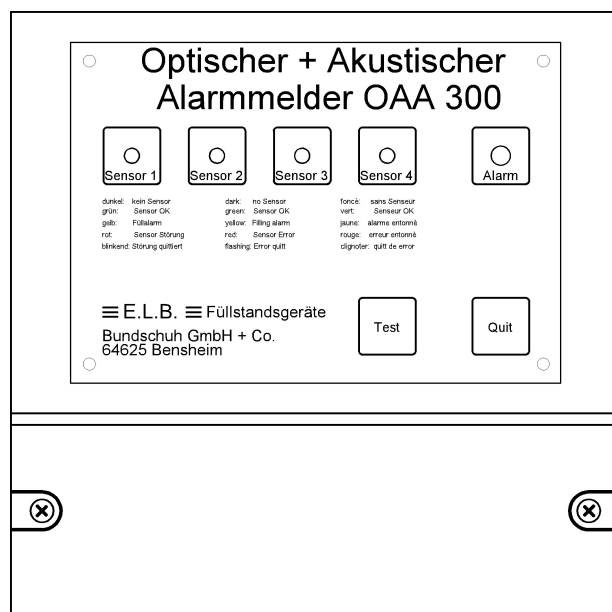 Optischer + Akustischer
Alarmmelder OAA 300
Sensor 1 Sensor 2 Sensor 3 Sensor 4 Alarm
dunkel: kein Sensor dark: no Sensor foncè: sans Senseur
grün: Sensor OK green: Sensor OK vert: Senseur OK
gelb: Füllalarm yellow: Filling alarm jaune: alarme entonnè
rot: Sensor Störung red: Sensor Error rouge: erreur entonnè
blinkend: Störung quittiert flashing: Error quitt clignoter: quitt de error
E.L.B. Füllstandsgeräte
Bundschuh GmbH + Co.
64625 Bensheim
Test Quit